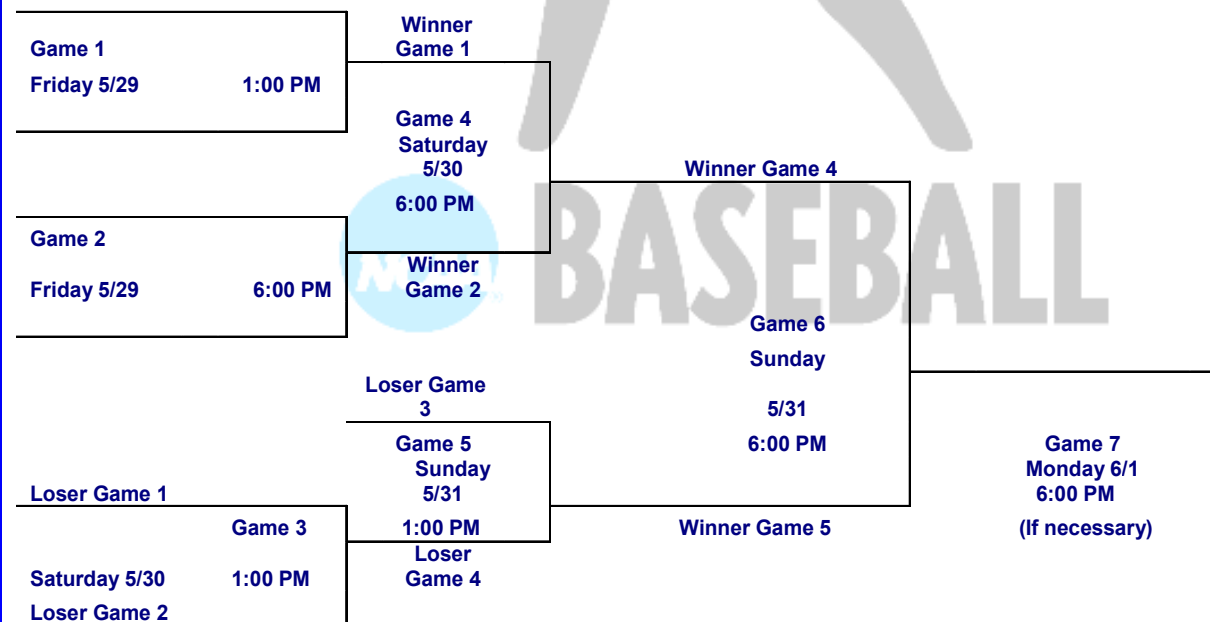 Winner
Game 1
Game 1
Friday 5/29 1:00 PM
Game 4
Saturday
5/30
6:00 PM
Winner Game 4
Game 2
Friday 5/29 6:00 PM
Winner
Game 2
NCAA ®
BASEBALL
Game 6
Sunday
5/31
6:00 PM
Loser Game
3
Game 5
Sunday
5/31
1:00 PM
Loser
Game 4
Game 7
Monday 6/1
6:00 PM
(If necessary)
Winner Game 5
Loser Game 1
Game 3
Saturday 5/30 1:00 PM
Loser Game 2